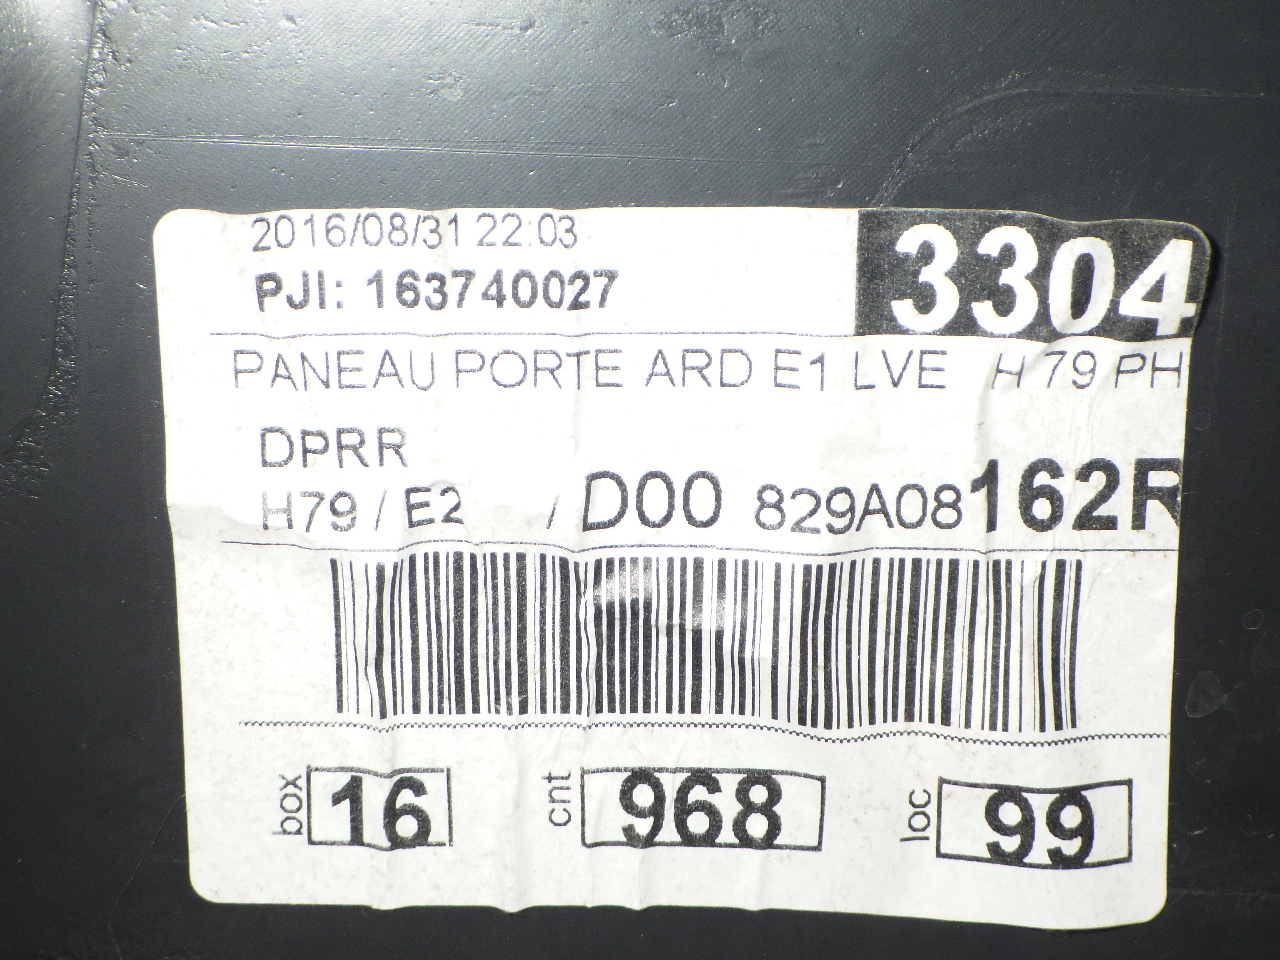 2016/08/31 22:03
3304
PJI: 163740027
PANEAU PORTE ARD E1 LVE H 79 PH
DPRR
H79 / E2 / D00 829A08162R
box 16 cnt 968 loc 99